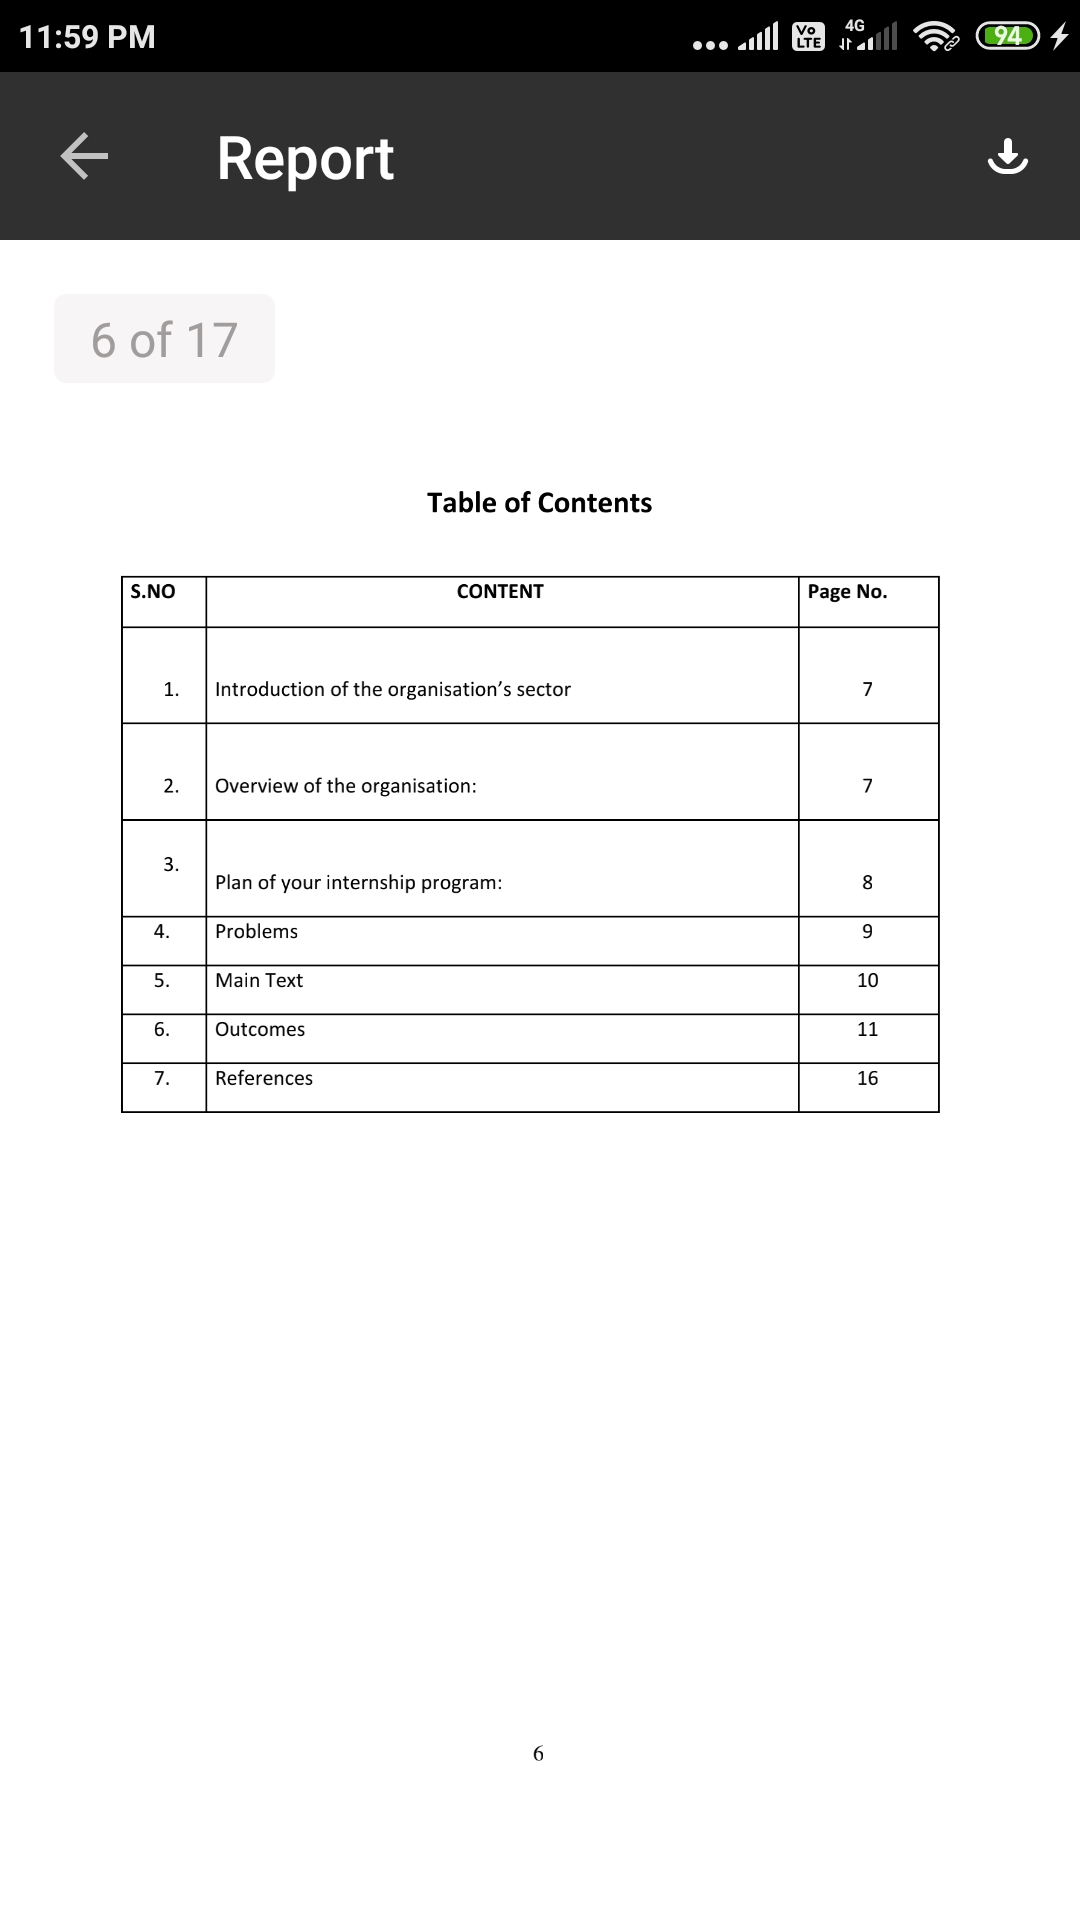 11:59 PM
Vo LTE 4G 94
Report
6 of 17
Table of Contents
S.NO CONTENT Page No.
1. Introduction of the organisation’s sector 7
2. Overview of the organisation: 7
3. Plan of your internship program: 8
4. Problems 9
5. Main Text 10
6. Outcomes 11
7. References 16
6